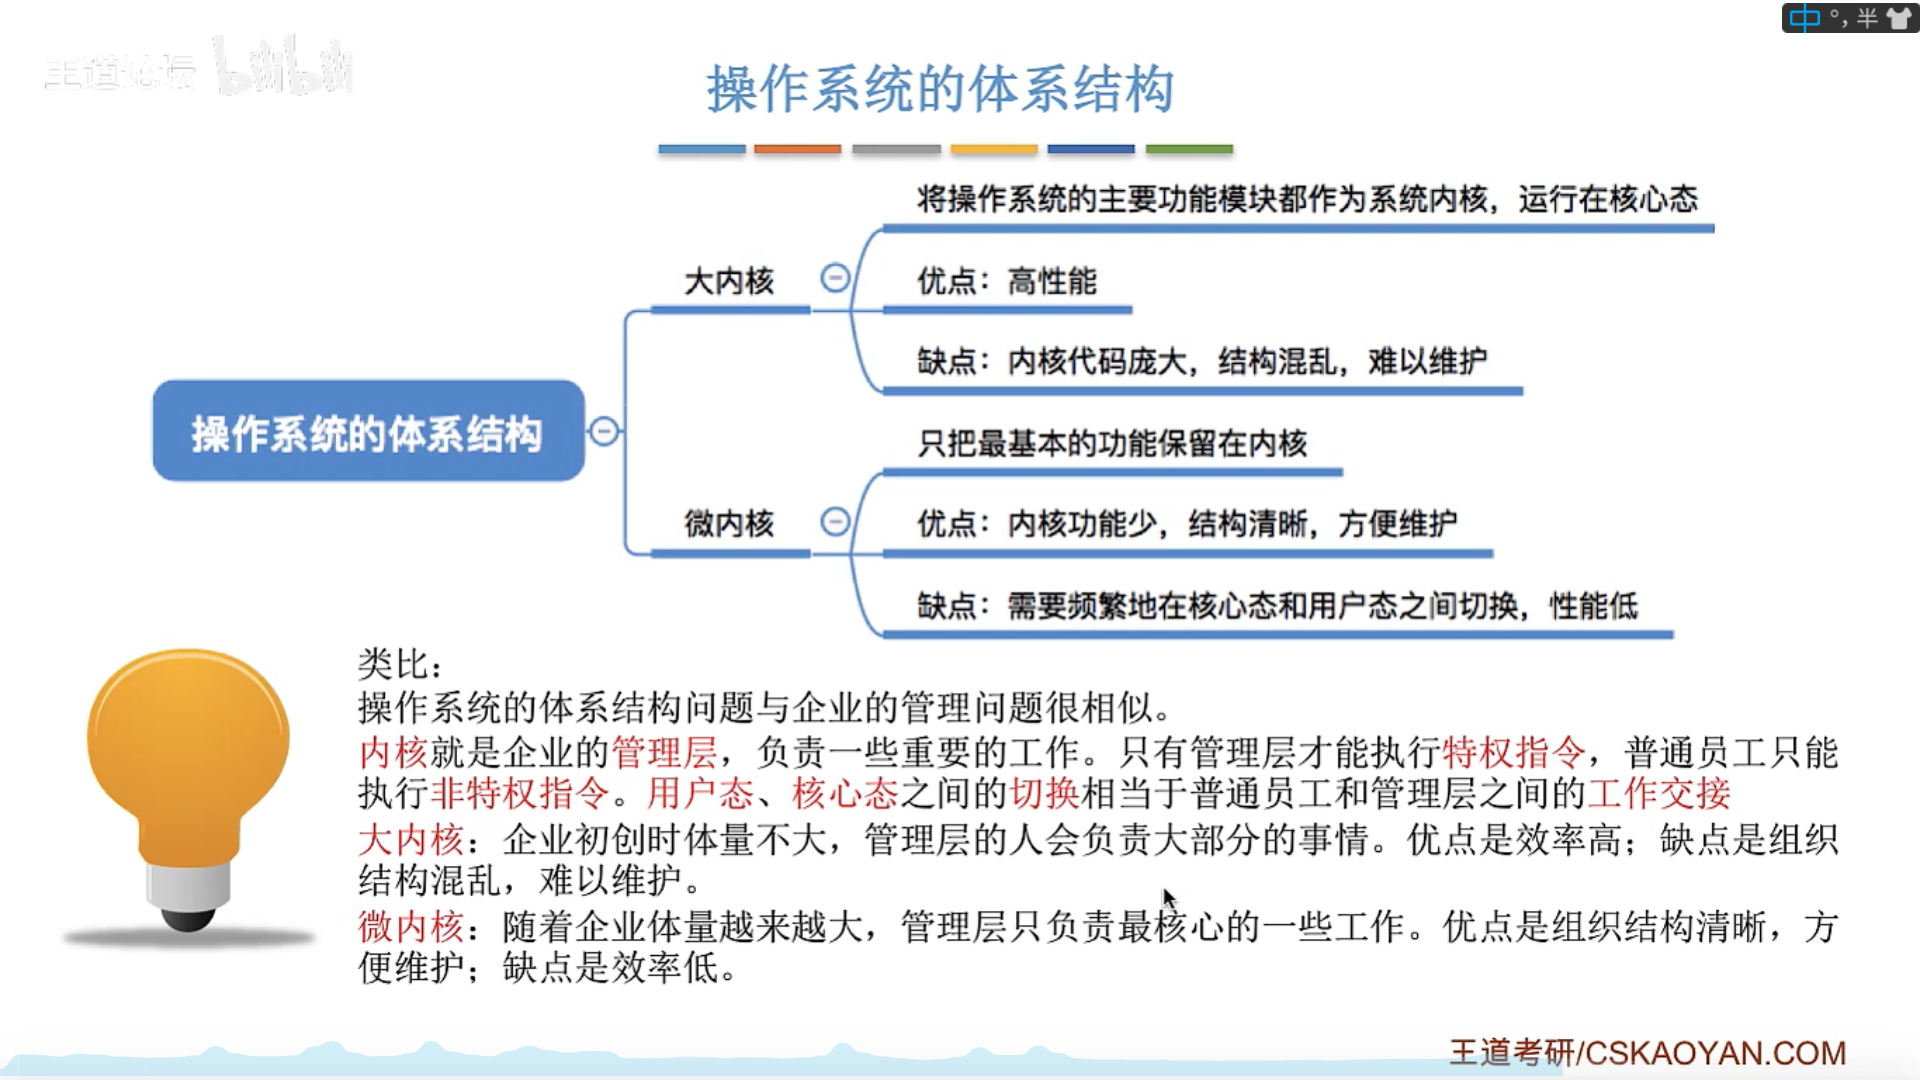 中 °, 半
王道论坛 bilibili
操作系统的体系结构
将操作系统的主要功能模块都作为系统内核，运行在核心态
大内核
优点：高性能
缺点：内核代码庞大，结构混乱，难以维护
操作系统的体系结构
只把最基本的功能保留在内核
微内核
优点：内核功能少，结构清晰，方便维护
缺点：需要频繁地在核心态和用户态之间切换，性能低
类比：
操作系统的体系结构问题与企业的管理问题很相似。
内核就是企业的管理层，负责一些重要的工作。只有管理层才能执行特权指令，普通员工只能
执行非特权指令。用户态、核心态之间的切换相当于普通员工和管理层之间的工作交接
大内核：企业初创时体量不大，管理层的人会负责大部分的事情。优点是效率高；缺点是组织
结构混乱，难以维护。
微内核：随着企业体量越来越大，管理层只负责最核心的一些工作。优点是组织结构清晰，方
便维护；缺点是效率低。
王道考研/CSKAOYAN.COM